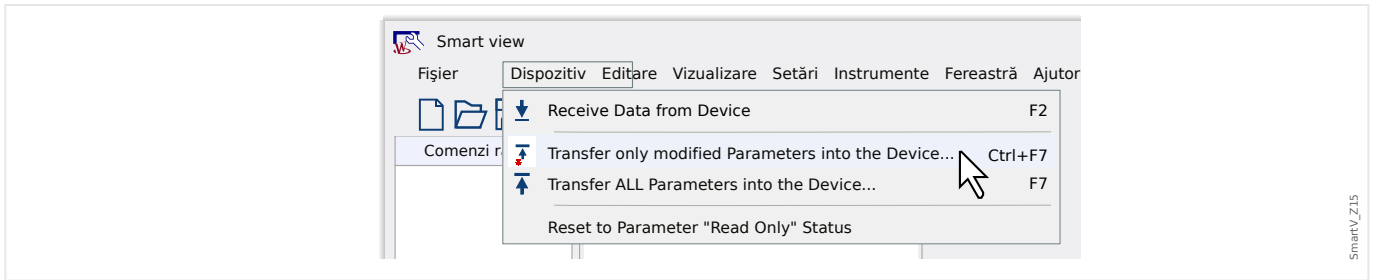 Smart view
Fișier Dispozitiv Editare Vizualizare Setări Instrumente Fereastră Ajutor
Receive Data from Device F2
Comenzi r
Transfer only modified Parameters into the Device... Ctrl+F7
Transfer ALL Parameters into the Device... F7
Reset to Parameter "Read Only" Status
SmartV_Z15